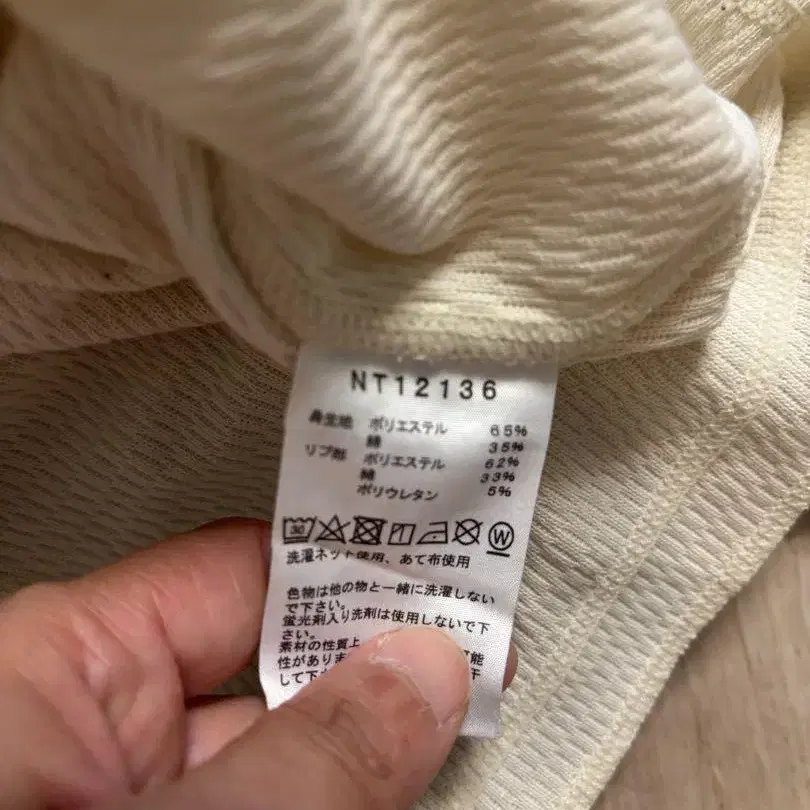 NT12136
身生地 ポリエステル 65%
綿 35%
リブ部 ポリエステル 62%
綿 33%
ポリウレタン 5%
30 W
洗濯ネット使用、あて布使用
色物は他の物と一緒に洗濯しない
で下さい。
蛍光剤入り洗剤は使用しないで下
さい。
素材の性質上 可能
性がありま
して下